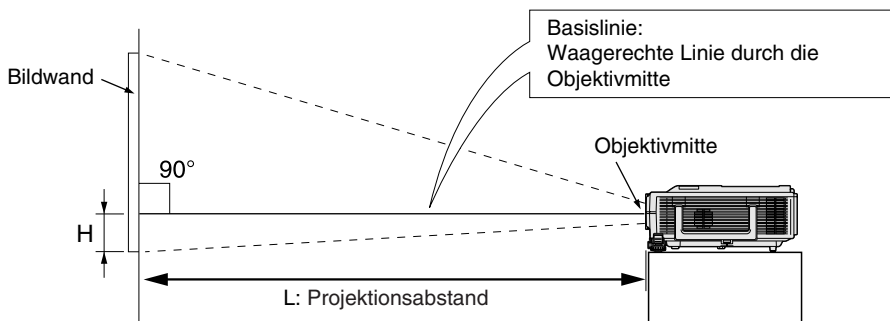 Basislinie:
Waagerechte Linie durch die
Objektivmitte
Bildwand
Objektivmitte
90°
H
L: Projektionsabstand